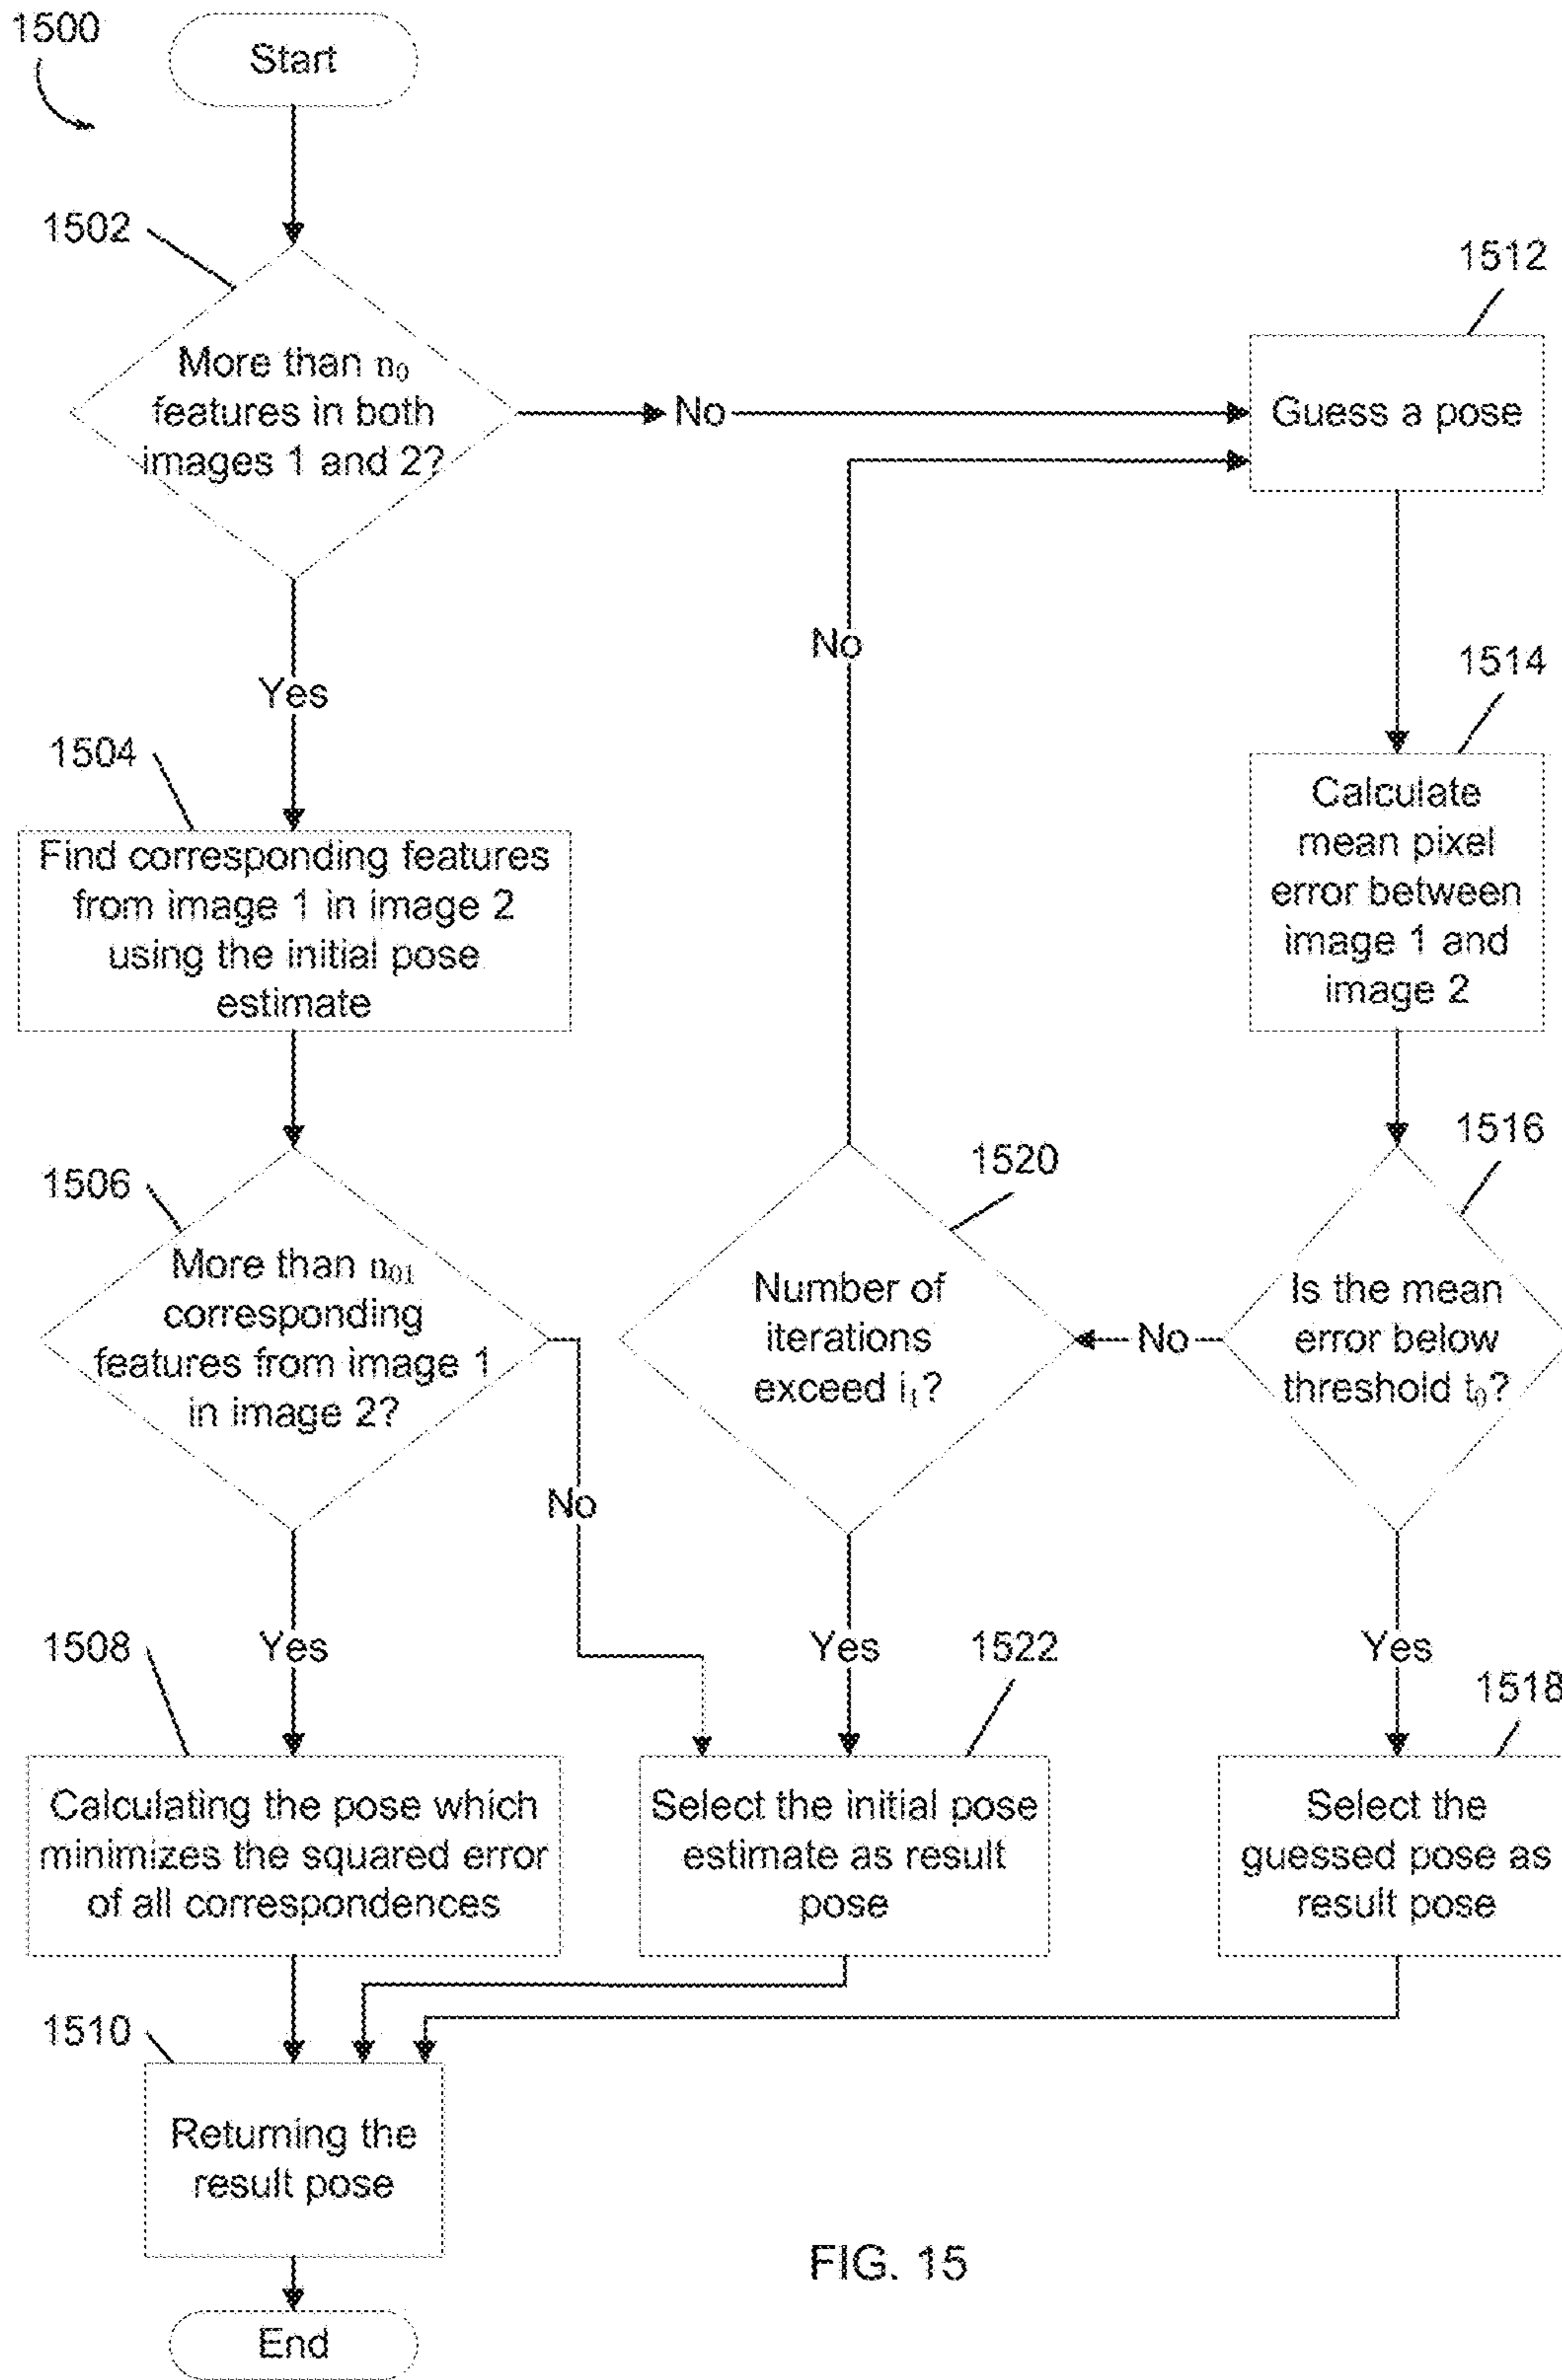 1500
Start
1502
More than n₀
features in both
images 1 and 2?
No
1512
Guess a pose
Yes
No
1504
Find corresponding features
from image 1 in image 2
using the initial pose
estimate
1514
Calculate
mean pixel
error between
image 1 and
image 2
1506
More than n₀₁
corresponding
features from image 1
in image 2?
No
1520
Number of
iterations
exceed i₁?
No
1516
Is the mean
error below
threshold t₀?
Yes
Yes
Yes
1508
Calculating the pose which
minimizes the squared error
of all correspondences
1522
Select the initial pose
estimate as result
pose
1518
Select the
guessed pose as
result pose
1510
Returning the
result pose
End
FIG. 15